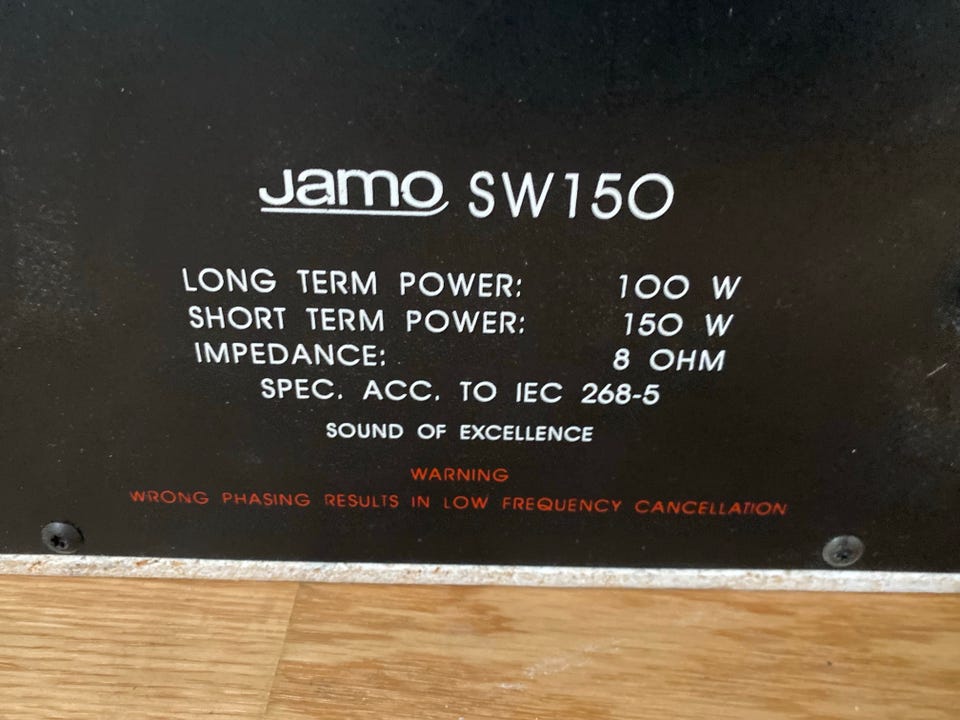 Jamo SW150
LONG TERM POWER: 100 W
SHORT TERM POWER: 150 W
IMPEDANCE: 8 OHM
SPEC. ACC. TO IEC 268-5
SOUND OF EXCELLENCE
WARNING
WRONG PHASING RESULTS IN LOW FREQUENCY CANCELLATION